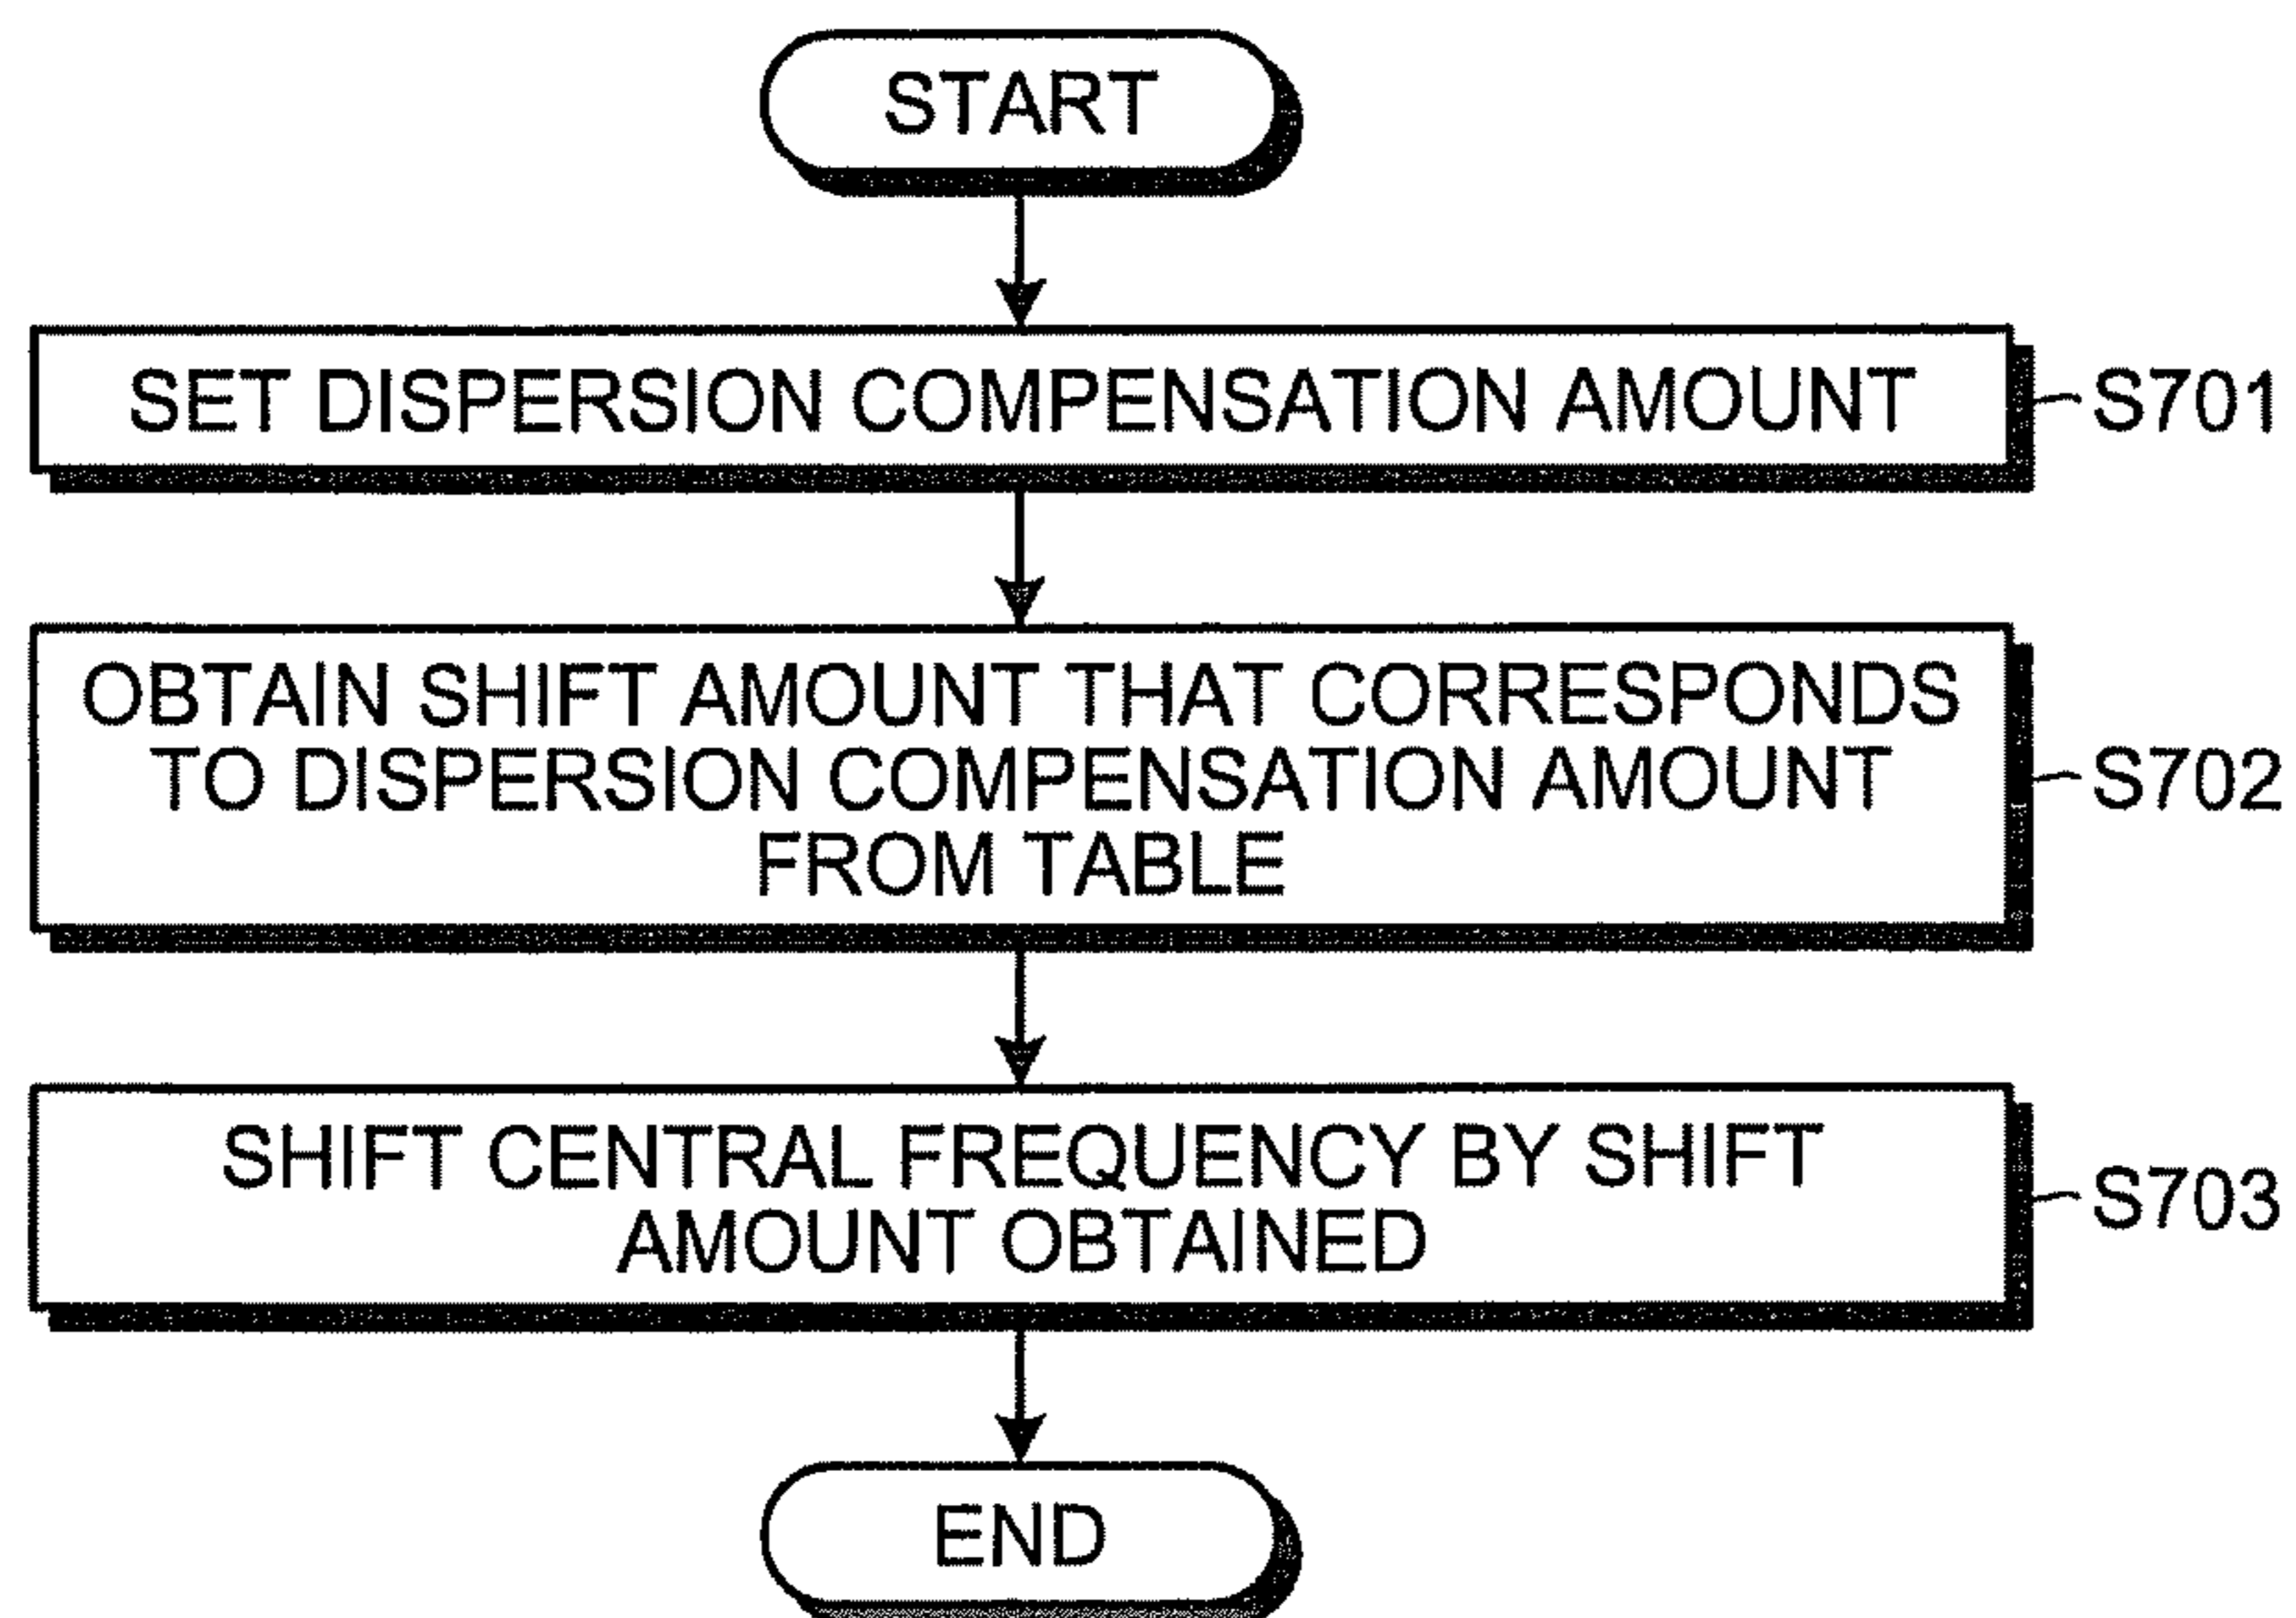 START
SET DISPERSION COMPENSATION AMOUNT
S701
OBTAIN SHIFT AMOUNT THAT CORRESPONDS
TO DISPERSION COMPENSATION AMOUNT
FROM TABLE
S702
SHIFT CENTRAL FREQUENCY BY SHIFT
AMOUNT OBTAINED
S703
END